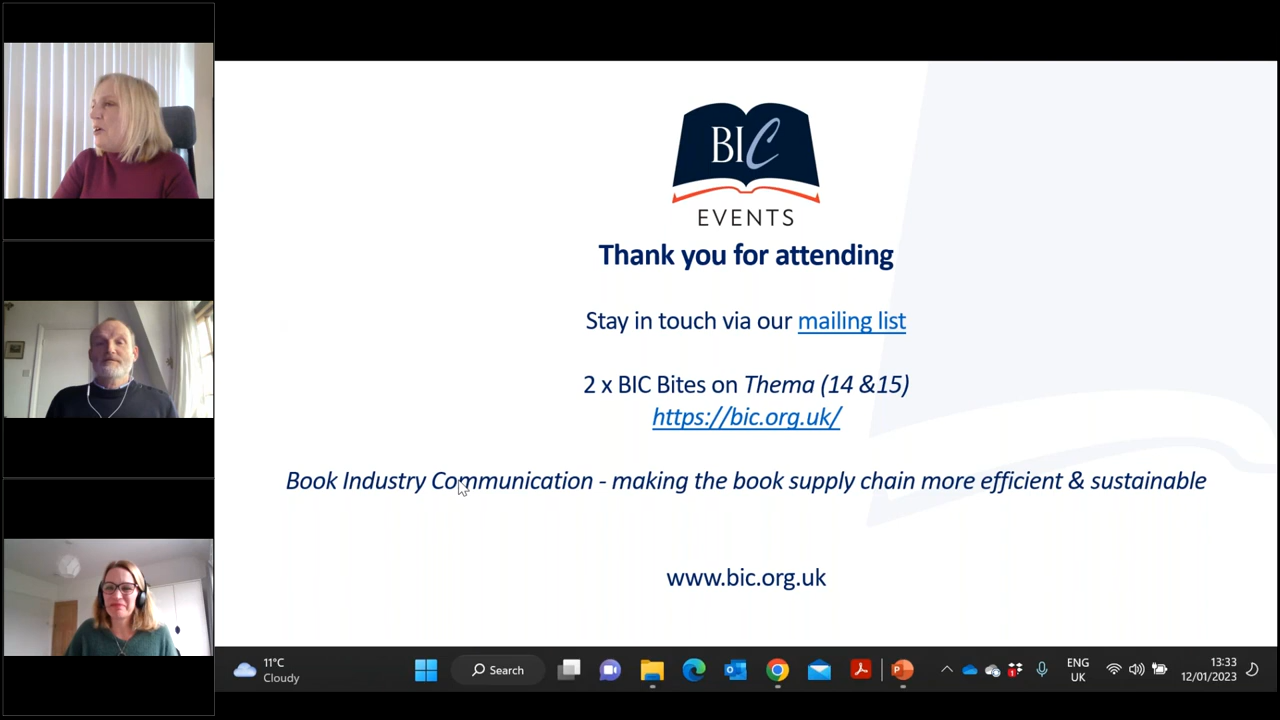 BIC
EVENTS
Thank you for attending
Stay in touch via our mailing list
2 x BIC Bites on Thema (14 &15)
https://bic.org.uk/
Book Industry Communication - making the book supply chain more efficient & sustainable
www.bic.org.uk
11°C
Cloudy
Search
ENG
UK
13:33
12/01/2023